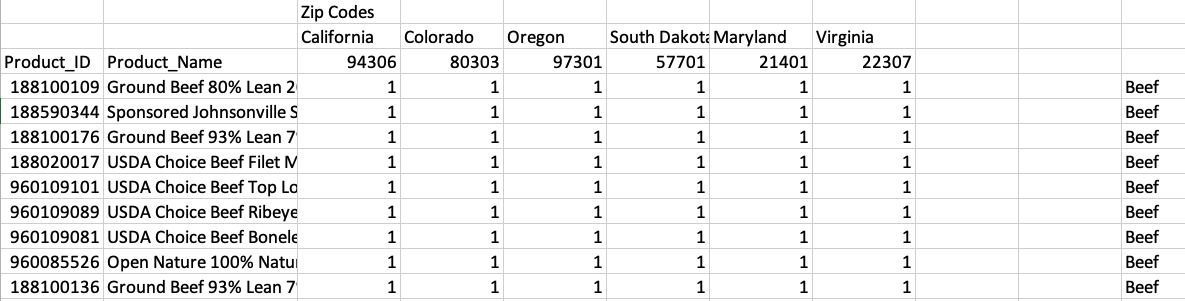 Zip Codes
California Colorado Oregon South Dakota Maryland Virginia
Product_ID Product_Name 94306 80303 97301 57701 21401 22307
188100109 Ground Beef 80% Lean 1 1 1 1 1 1 Beef
188590344 Sponsored Johnsonville S 1 1 1 1 1 1 Beef
188100176 Ground Beef 93% Lean 7 1 1 1 1 1 1 Beef
188020017 USDA Choice Beef Filet M 1 1 1 1 1 1 Beef
960109101 USDA Choice Beef Top Lo 1 1 1 1 1 1 Beef
960109089 USDA Choice Beef Ribeye 1 1 1 1 1 1 Beef
960109081 USDA Choice Beef Bonele 1 1 1 1 1 1 Beef
960085526 Open Nature 100% Natu 1 1 1 1 1 1 Beef
188100136 Ground Beef 93% Lean 7 1 1 1 1 1 1 Beef